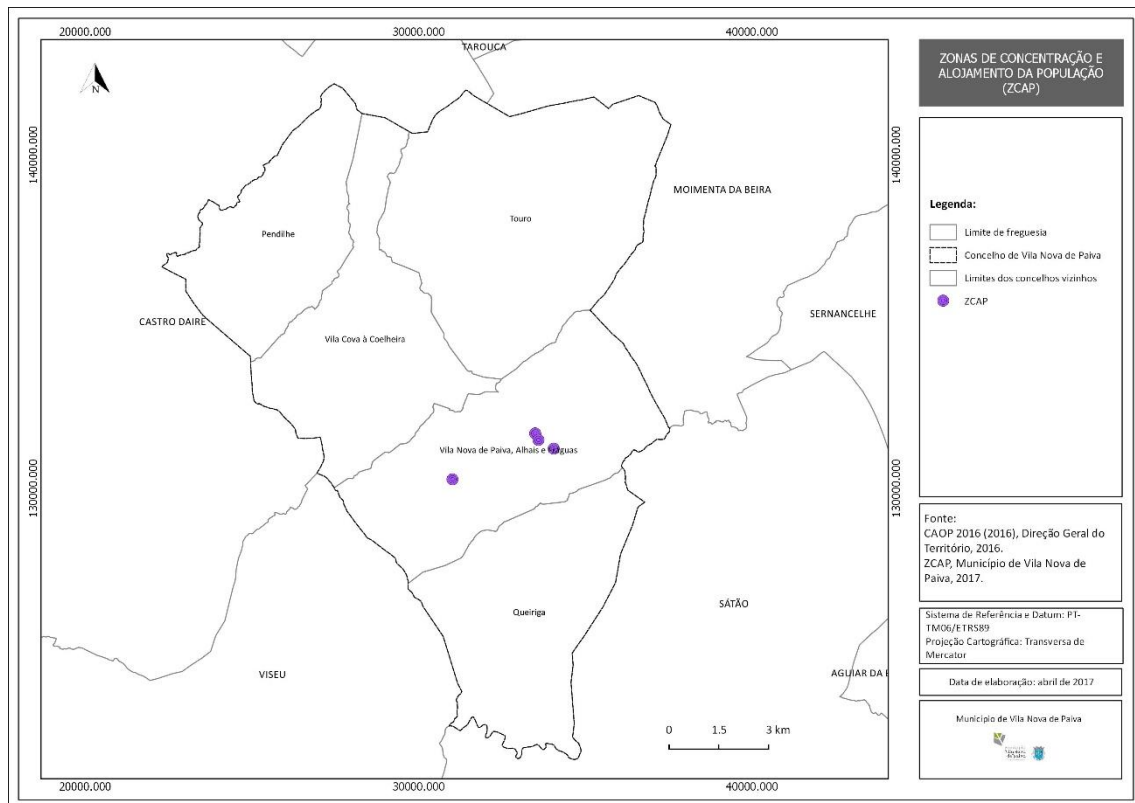 20000.000
30000.000
40000.000
TAROUCA
140000.000
140000.000
MOIMENTA DA BEIRA
Touro
Pendilhe
SERNANCELHE
CASTRO DAIRE
Vila Cova à Coelheira
Vila Nova de Paiva, Alhais e Fráguas
130000.000
130000.000
Queiriga
SÁTÃO
VISEU
AGUIAR DA
0 1.5 3 km
20000.000
30000.000
40000.000
N
ZONAS DE CONCENTRAÇÃO E
ALOJAMENTO DA POPULAÇÃO
(ZCAP)
Legenda:
Limite de freguesia
Concelho de Vila Nova de Paiva
Limites dos concelhos vizinhos
ZCAP
Fonte:
CAOP 2016 (2016), Direção Geral do
Território, 2016.
ZCAP, Município de Vila Nova de
Paiva, 2017.
Sistema de Referência e Datum: PT-
TM06/ETRS89
Projeção Cartográfica: Transversa de
Mercator
Data de elaboração: abril de 2017
Município de Vila Nova de Paiva